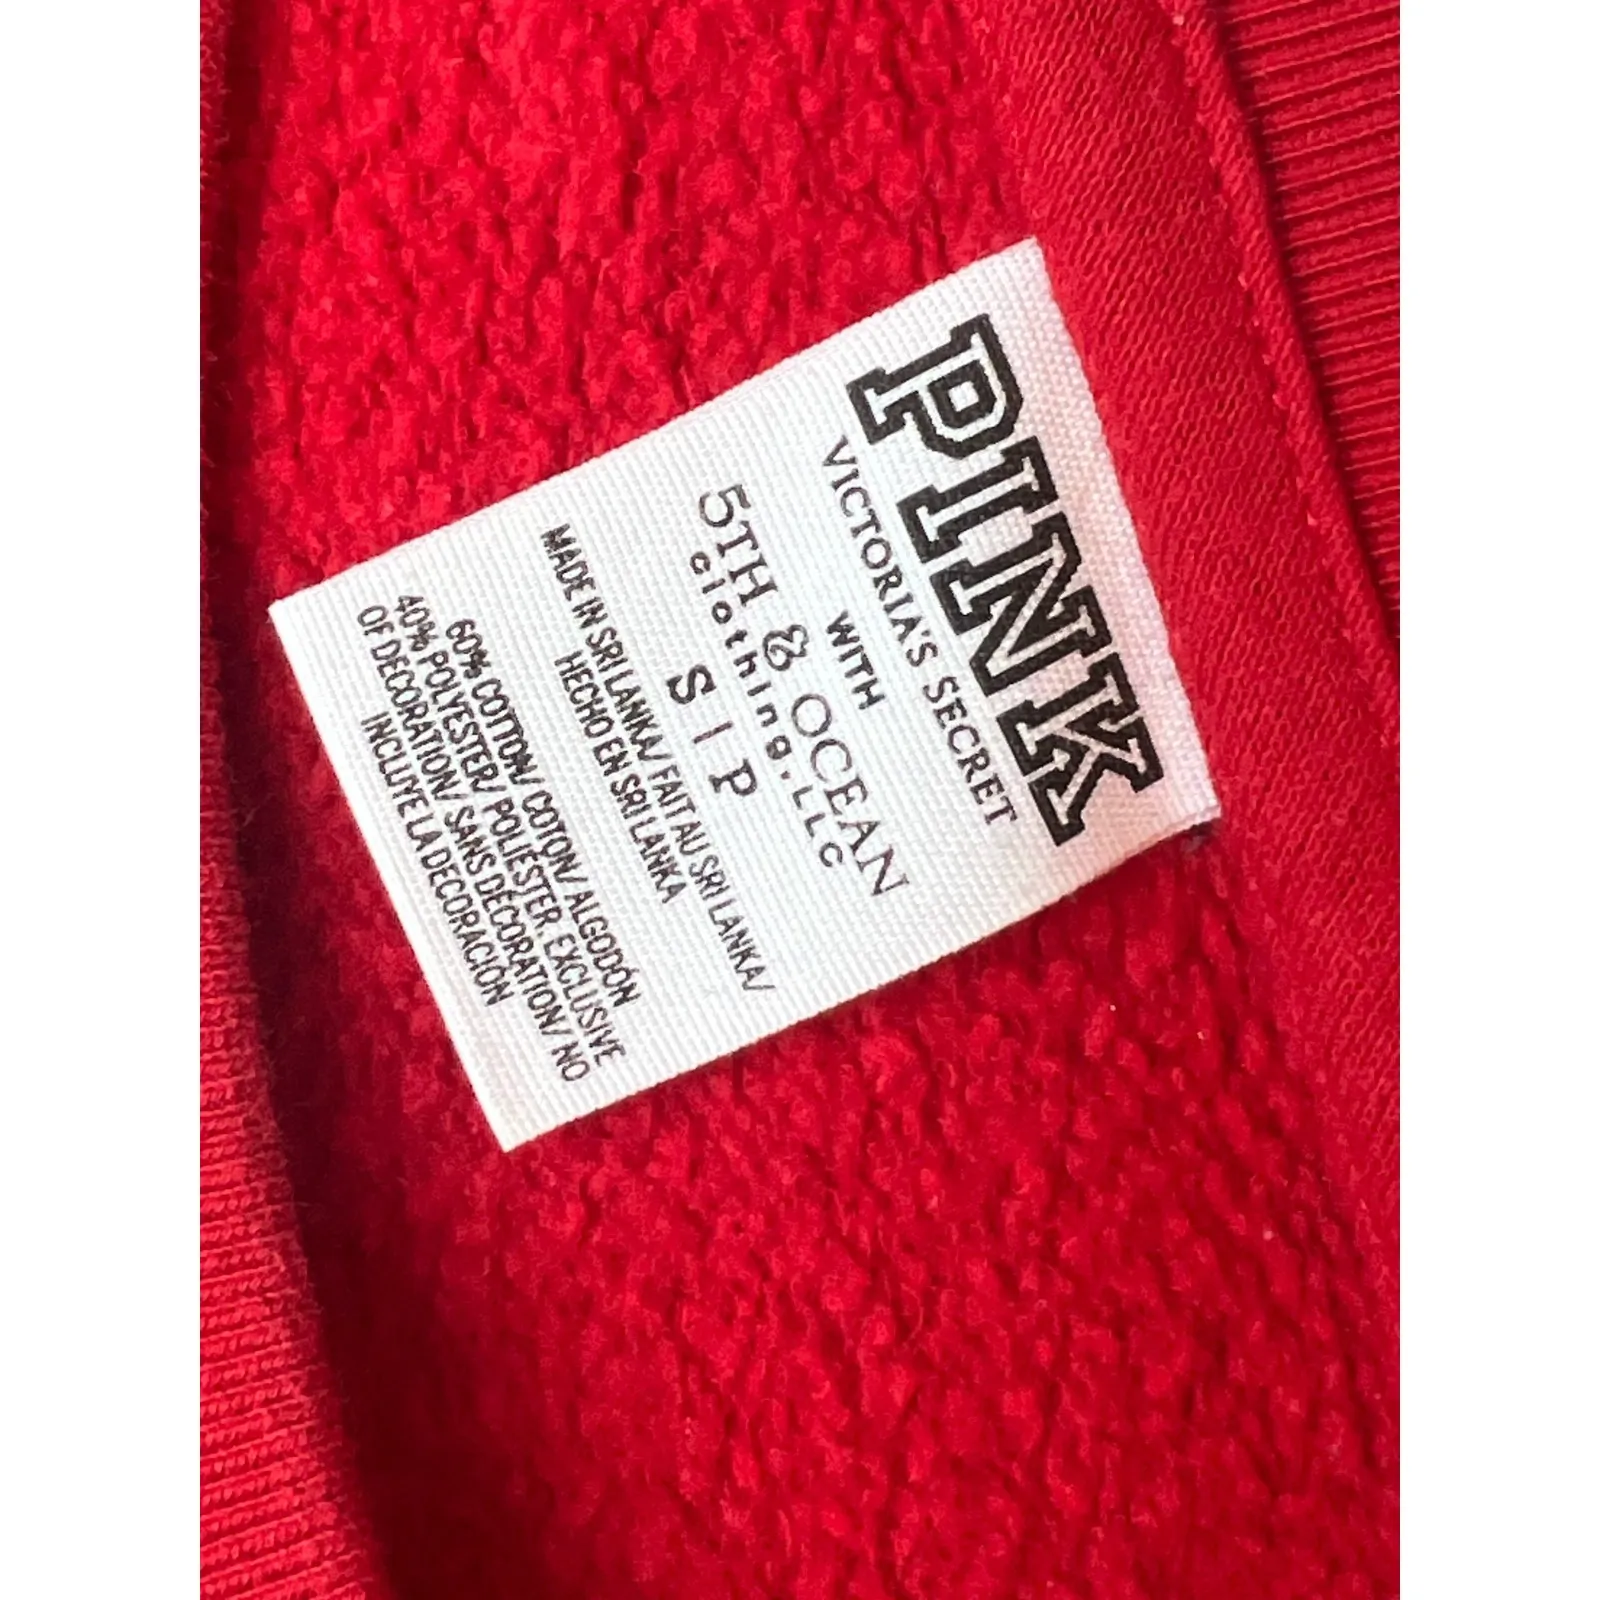 PINK
VICTORIA'S SECRET
WITH
5TH & OCEAN
clothing, LLC
S | P
MADE IN SRI LANKA/ FAIT AU SRI LANKA/
HECHO EN SRI LANKA
60% COTTON/ COTON/ ALGODÓN
40% POLYESTER/ POLIÉSTER. EXCLUSIVE
OF DECORATION/ SANS DÉCORATION/ NO
INCLUYE LA DECORACIÓN